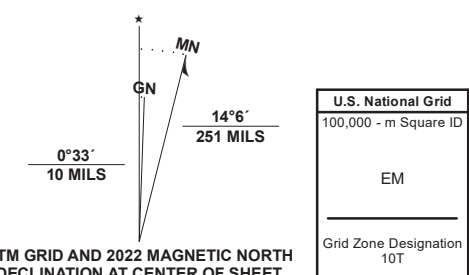 ★
MN
GN
14°6´
251 MILS
0°33´
10 MILS
TM GRID AND 2022 MAGNETIC NORTH
DECLINATION AT CENTER OF SHEET
U.S. National Grid
100,000 - m Square ID
EM
Grid Zone Designation
10T